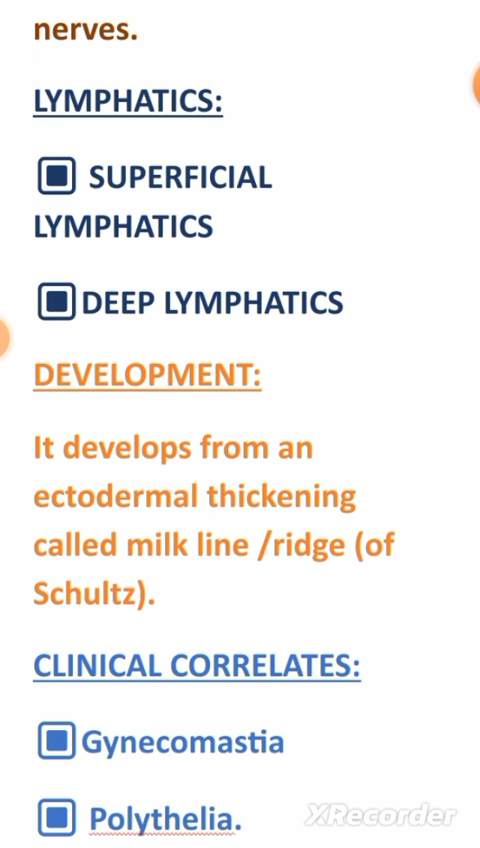 nerves.
LYMPHATICS:
SUPERFICIAL
LYMPHATICS
DEEP LYMPHATICS
DEVELOPMENT:
It develops from an
ectodermal thickening
called milk line /ridge (of
Schultz).
CLINICAL CORRELATES:
Gynecomastia
Polythelia.
XRecorder